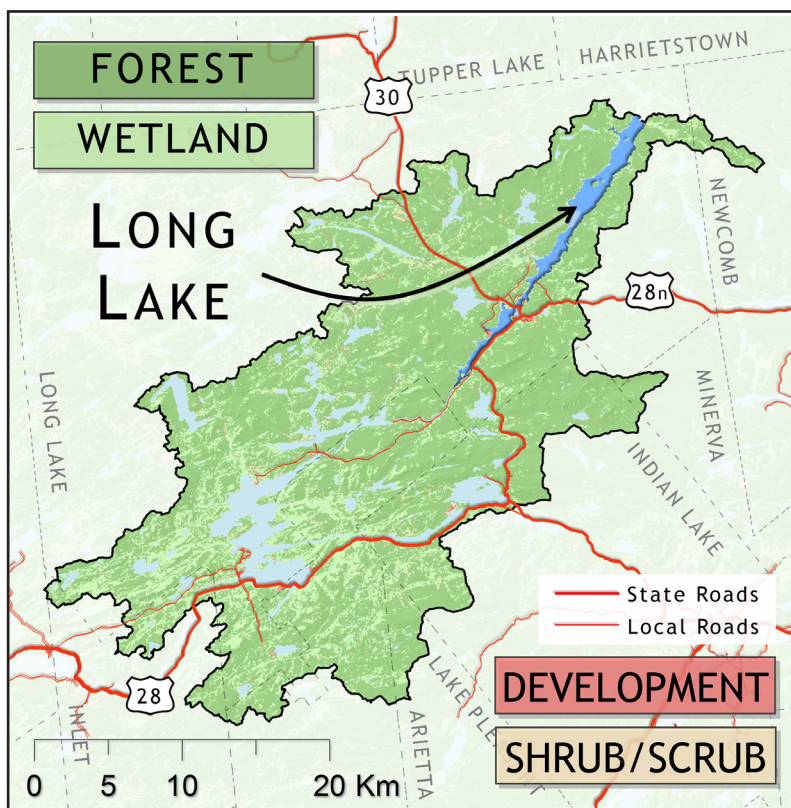 FOREST
WETLAND
LONG
LAKE
TUPPER LAKE
HARRIETSTOWN
30
NEWCOMB
28n
LONG LAKE
MINERVA
INDIAN LAKE
State Roads
Local Roads
28
INLET
ARIETTA
LAKE PLEASANT
DEVELOPMENT
SHRUB/SCRUB
0 5 10 20 Km